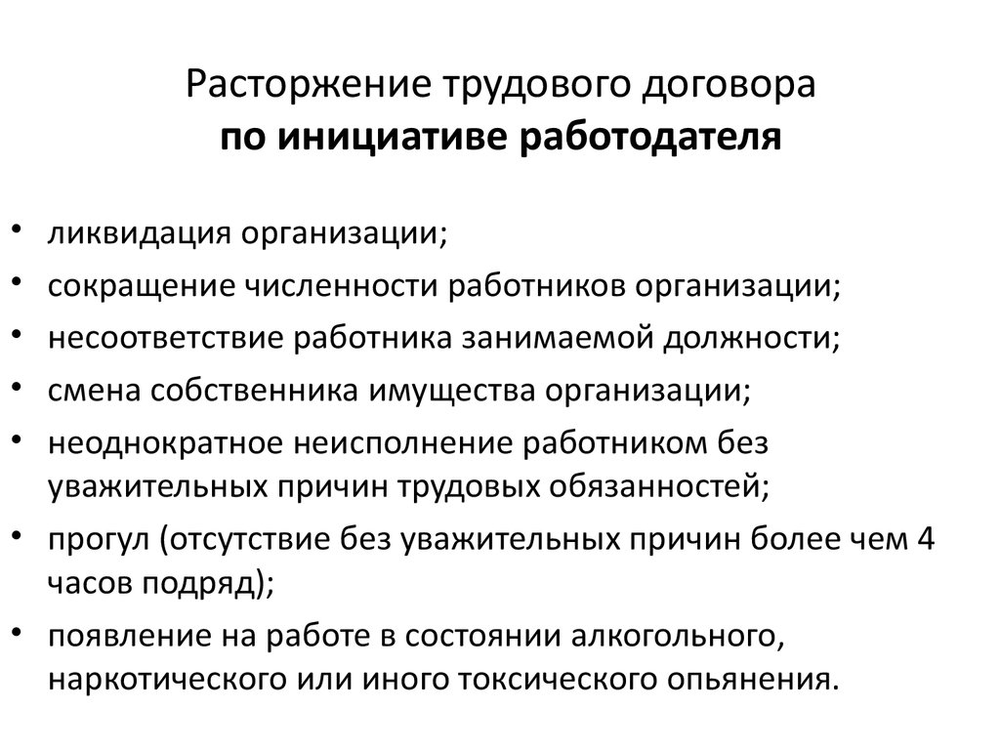 Расторжение трудового договора
по инициативе работодателя
• ликвидация организации;
• сокращение численности работников организации;
• несоответствие работника занимаемой должности;
• смена собственника имущества организации;
• неоднократное неисполнение работником без
уважительных причин трудовых обязанностей;
• прогул (отсутствие без уважительных причин более чем 4
часов подряд);
• появление на работе в состоянии алкогольного,
наркотического или иного токсического опьянения.